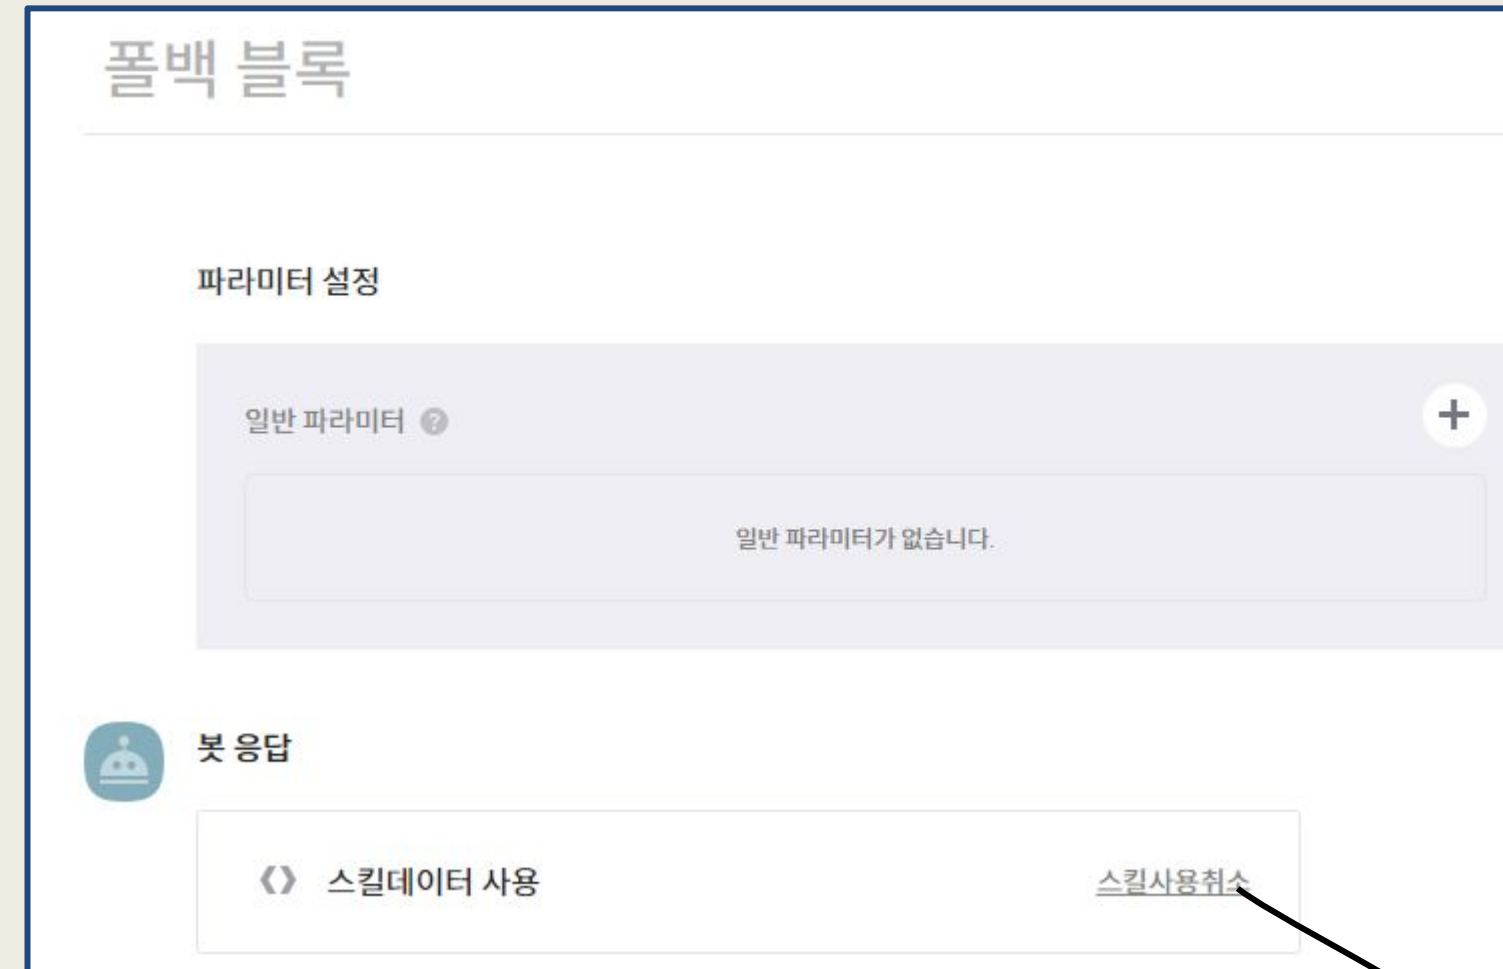 폴백 블록
파라미터 설정
일반 파라미터 ?
+
일반 파라미터가 없습니다.
봇 응답
스킬데이터 사용
스킬사용취소